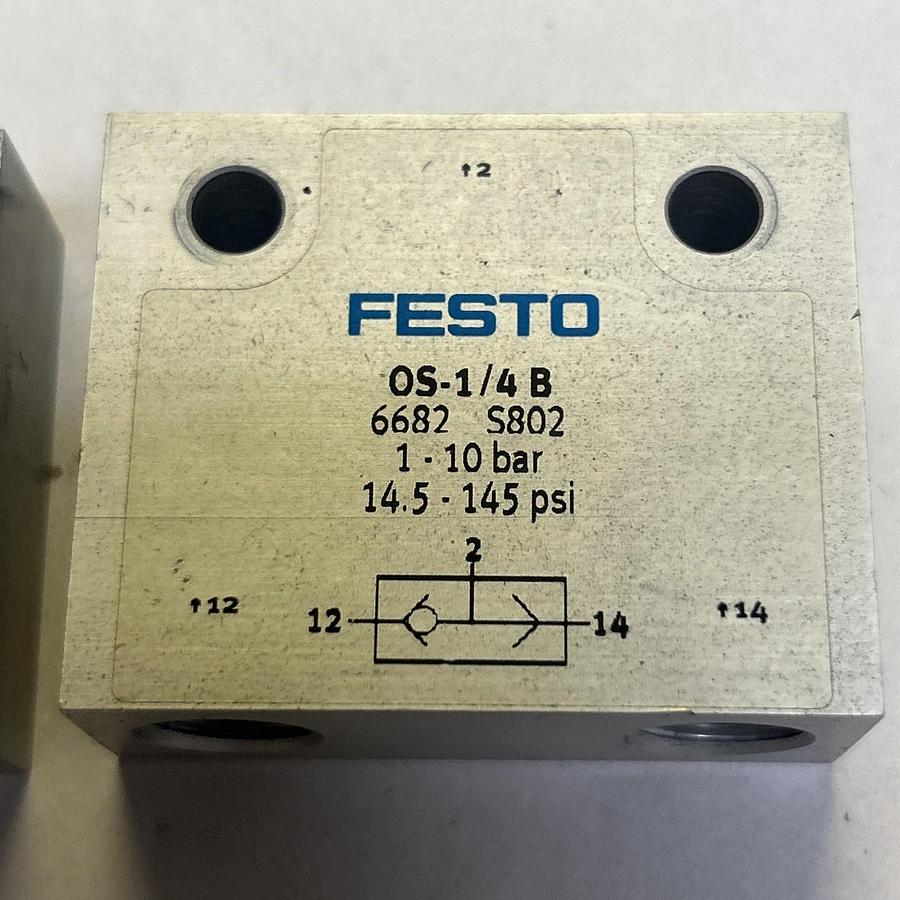 ↑2
FESTO
OS-1/4 B
6682 S802
1 - 10 bar
14.5 - 145 psi
2
↑12
12
14
↑14